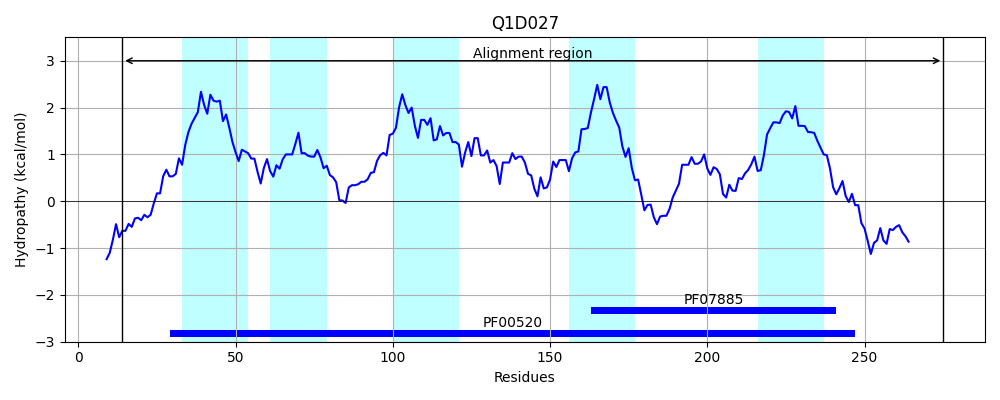 Q1D027
Alignment region
3
2
1
0
−1
−2
−3
Hydropathy (kcal/mol)
PF07885
PF00520
0 50 100 150 200 250
Residues